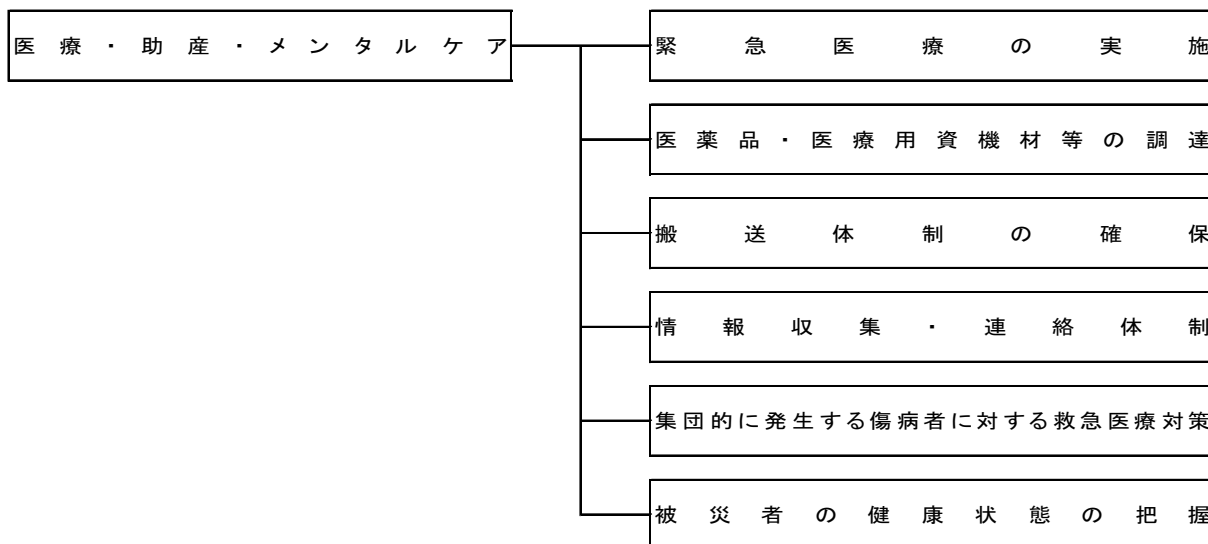 医療・助産・メンタルケア
緊急医療の実施
医薬品・医療用資機材等の調達
搬送体制の確保
情報収集・連絡体制
集団的に発生する傷病者に対する救急医療対策
被災者の健康状態の把握